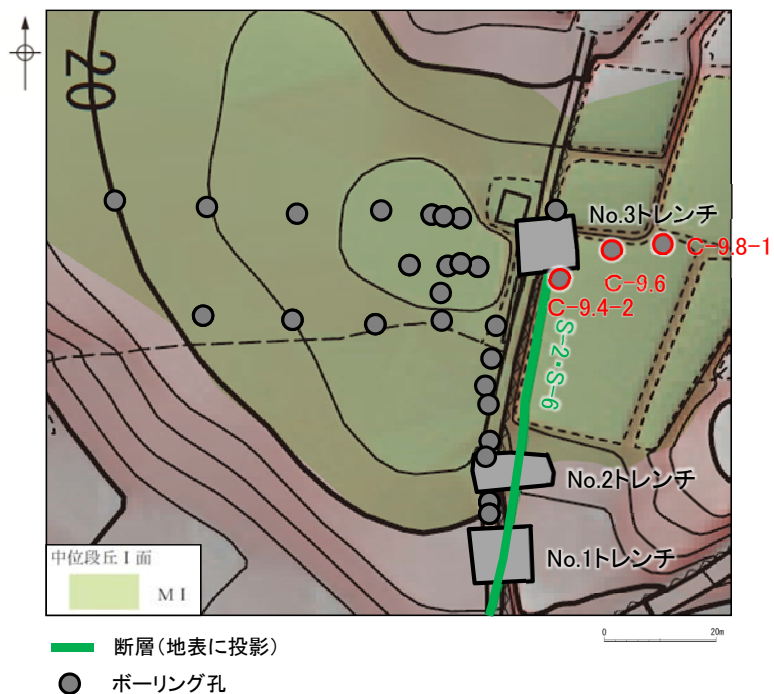 20
No.3トレンチ
C-9.8-1
C-9.6
C-9.4-2
S-2・S-6
No.2トレンチ
No.1トレンチ
中位段丘Ⅰ面
MⅠ
0 20m
断層(地表に投影)
ボーリング孔